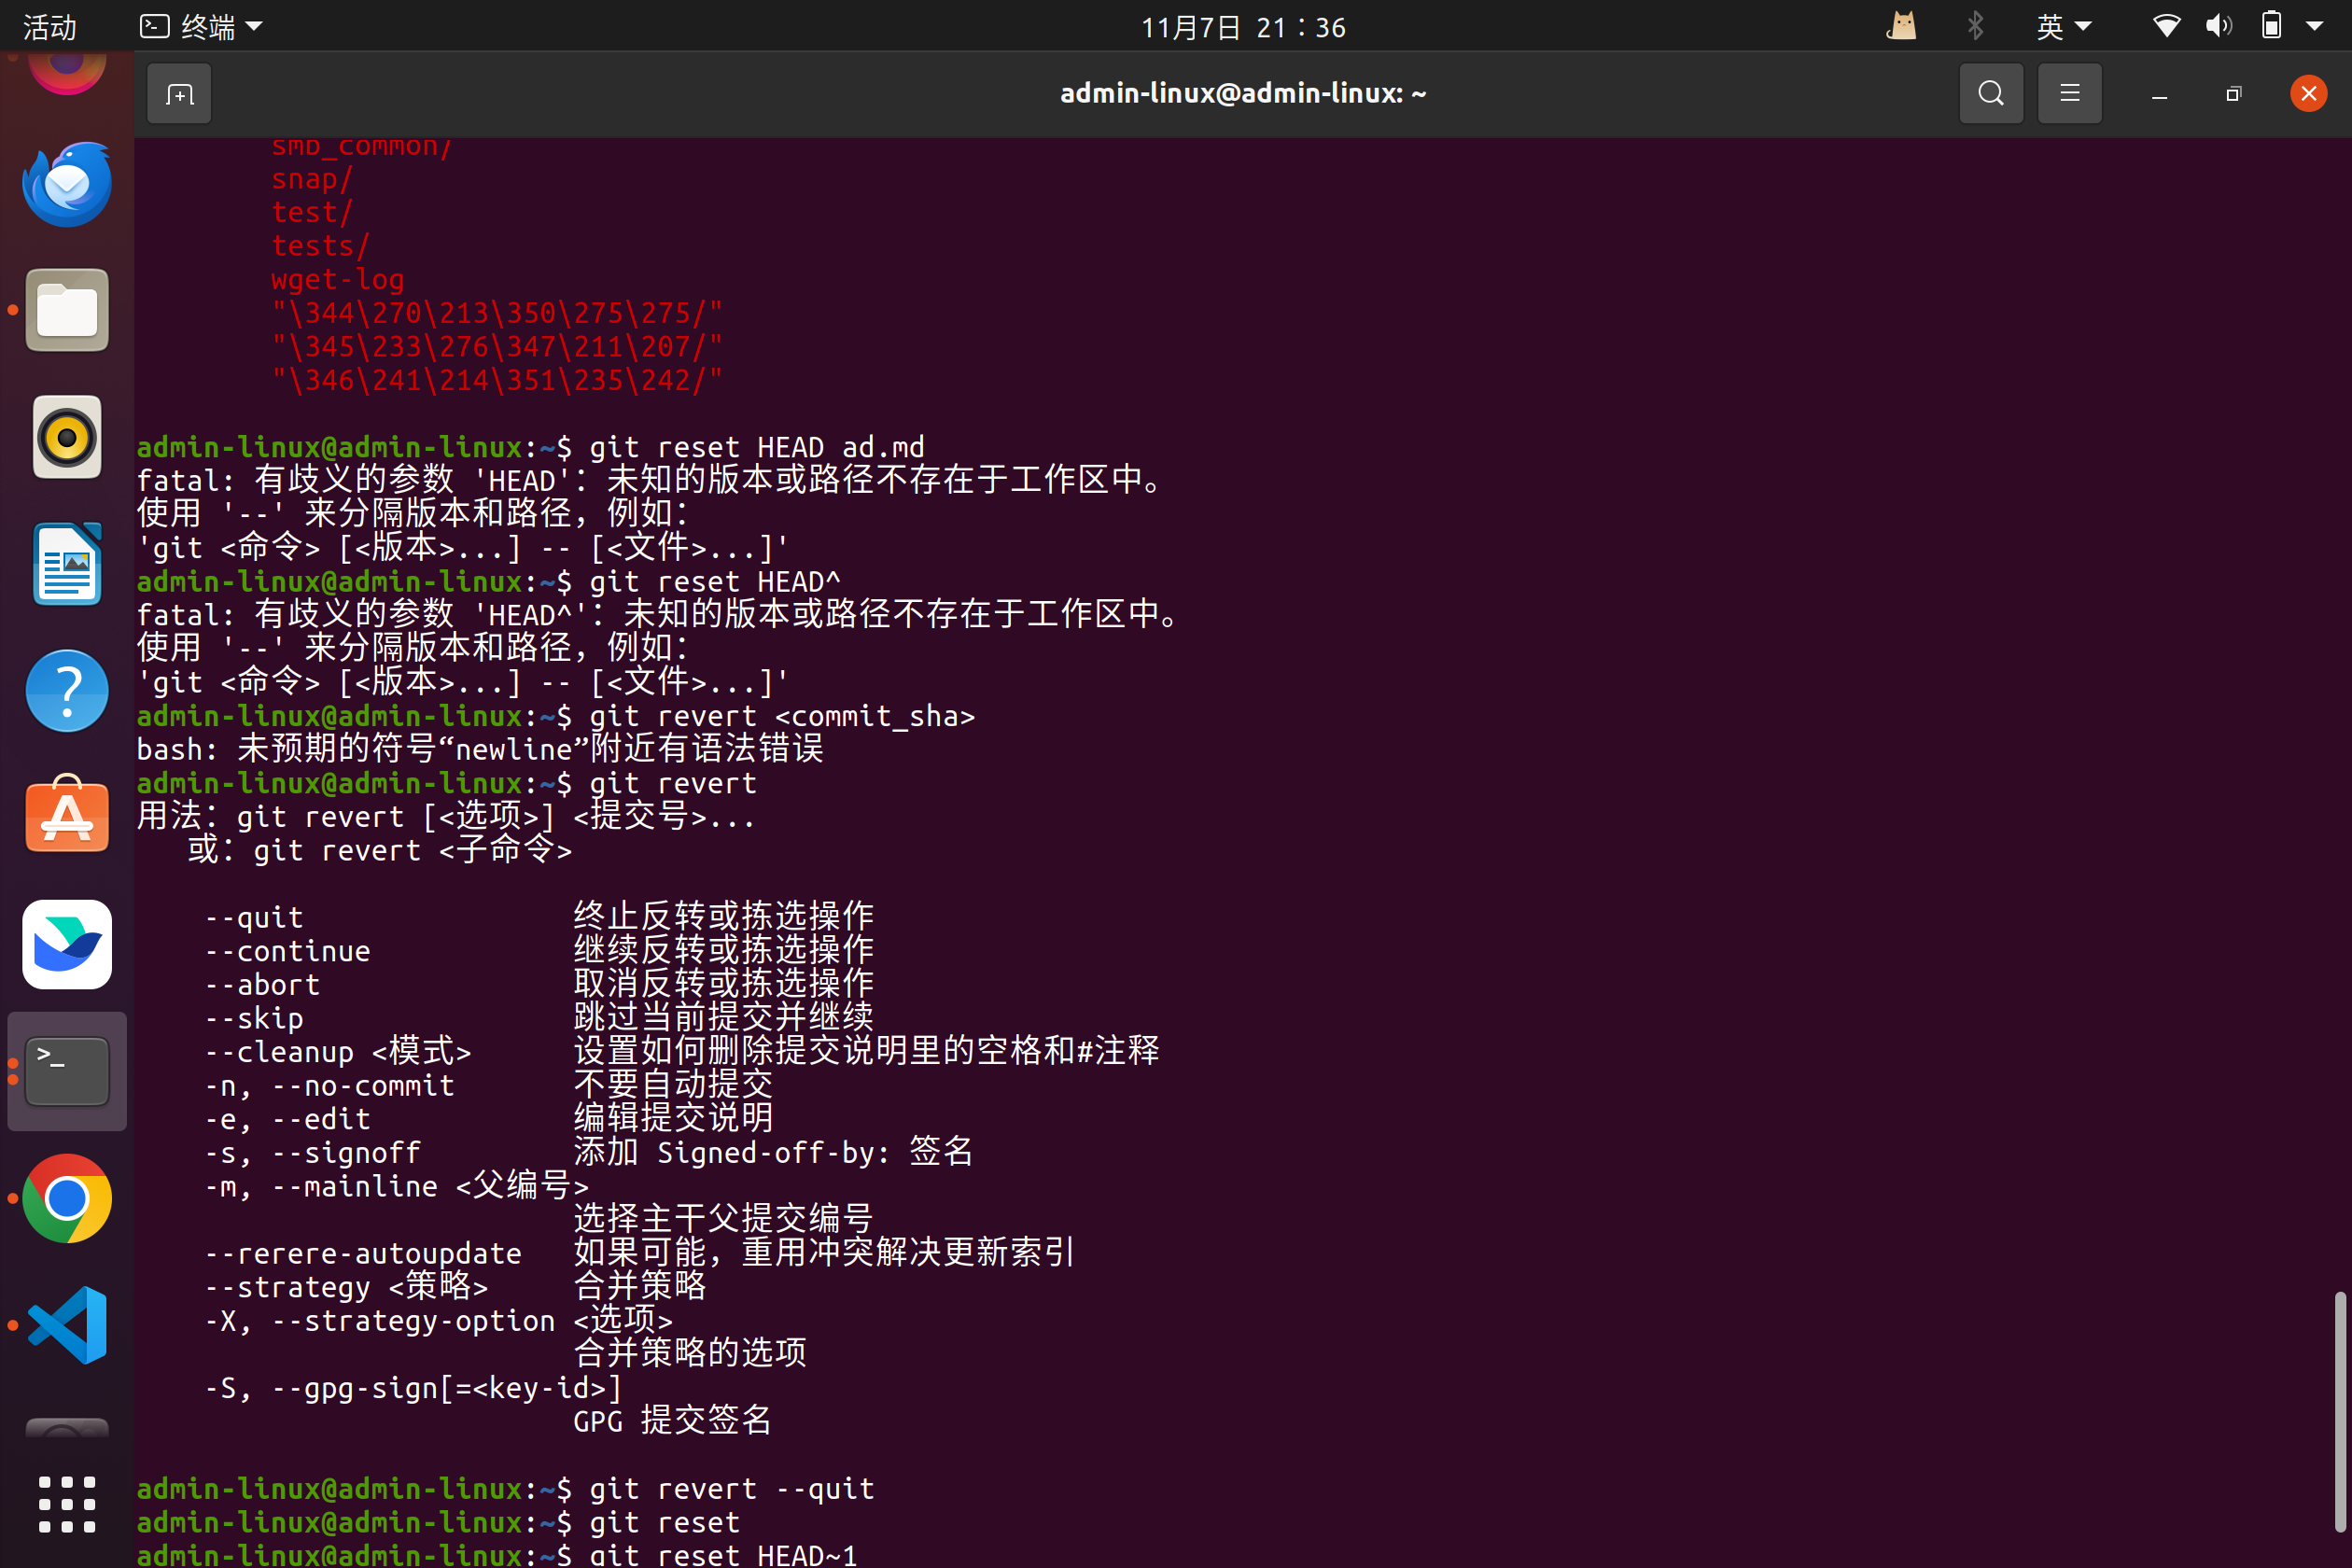 活动
终端
11月7日 21：36
英
admin-linux@admin-linux: ~
smb_common/
snap/
test/
tests/
wget-log
"\344\270\213\350\275\275/"
"\345\233\276\347\211\207/"
"\346\241\214\351\235\242/"
admin-linux@admin-linux:~$ git reset HEAD ad.md
fatal: 有歧义的参数 'HEAD'：未知的版本或路径不存在于工作区中。
使用 '--' 来分隔版本和路径，例如：
'git <命令> [<版本>...] -- [<文件>...]'
admin-linux@admin-linux:~$ git reset HEAD^
fatal: 有歧义的参数 'HEAD^'：未知的版本或路径不存在于工作区中。
使用 '--' 来分隔版本和路径，例如：
'git <命令> [<版本>...] -- [<文件>...]'
admin-linux@admin-linux:~$ git revert <commit_sha>
bash: 未预期的符号“newline”附近有语法错误
admin-linux@admin-linux:~$ git revert
用法：git revert [<选项>] <提交号>...
或：git revert <子命令>
--quit 终止反转或拣选操作
--continue 继续反转或拣选操作
--abort 取消反转或拣选操作
--skip 跳过当前提交并继续
--cleanup <模式> 设置如何删除提交说明里的空格和#注释
-n, --no-commit 不要自动提交
-e, --edit 编辑提交说明
-s, --signoff 添加 Signed-off-by: 签名
-m, --mainline <父编号>
选择主干父提交编号
--rerere-autoupdate 如果可能，重用冲突解决更新索引
--strategy <策略> 合并策略
-X, --strategy-option <选项>
合并策略的选项
-S, --gpg-sign[=<key-id>]
GPG 提交签名
admin-linux@admin-linux:~$ git revert --quit
admin-linux@admin-linux:~$ git reset
admin-linux@admin-linux:~$ git reset HEAD~1